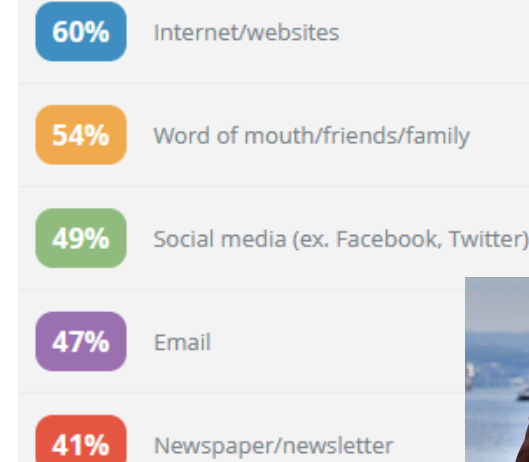 60% Internet/websites
54% Word of mouth/friends/family
49% Social media (ex. Facebook, Twitter)
47% Email
41% Newspaper/newsletter